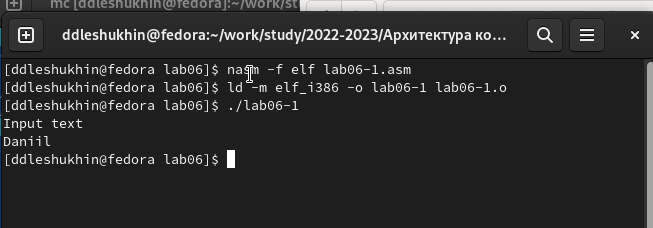 mc [ddleshukhin@fedora]:~/work/st
ddleshukhin@fedora:~/work/study/2022-2023/Архитектура ко...
[ddleshukhin@fedora lab06]$ nasm -f elf lab06-1.asm
[ddleshukhin@fedora lab06]$ ld -m elf_i386 -o lab06-1 lab06-1.o
[ddleshukhin@fedora lab06]$ ./lab06-1
Input text
Daniil
[ddleshukhin@fedora lab06]$